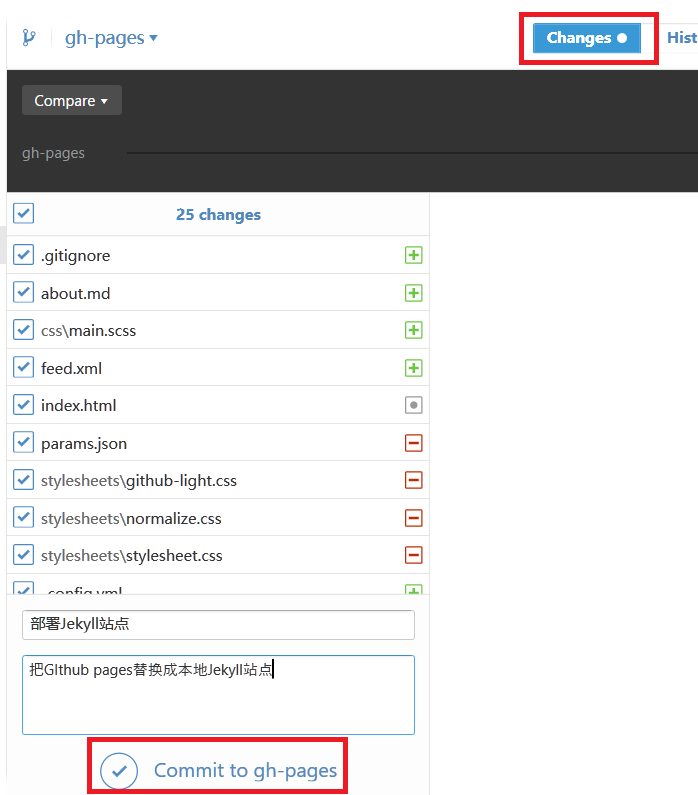 gh-pages
Changes
Hist
Compare
gh-pages
25 changes
.gitignore
about.md
css\main.scss
feed.xml
index.html
params.json
stylesheets\github-light.css
stylesheets\normalize.css
stylesheets\stylesheet.css
_config.yml
部署Jekyll站点
把GIthub pages替换成本地Jekyll站点
Commit to gh-pages